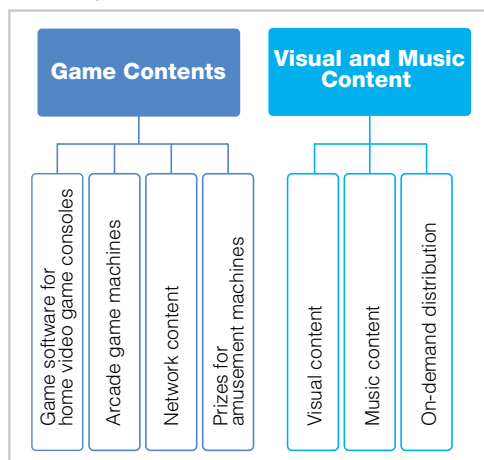 Game Contents
Visual and Music
Content
Game software for
home video game consoles
Arcade game machines
Network content
Prizes for
amusement machines
Visual content
Music content
On-demand distribution